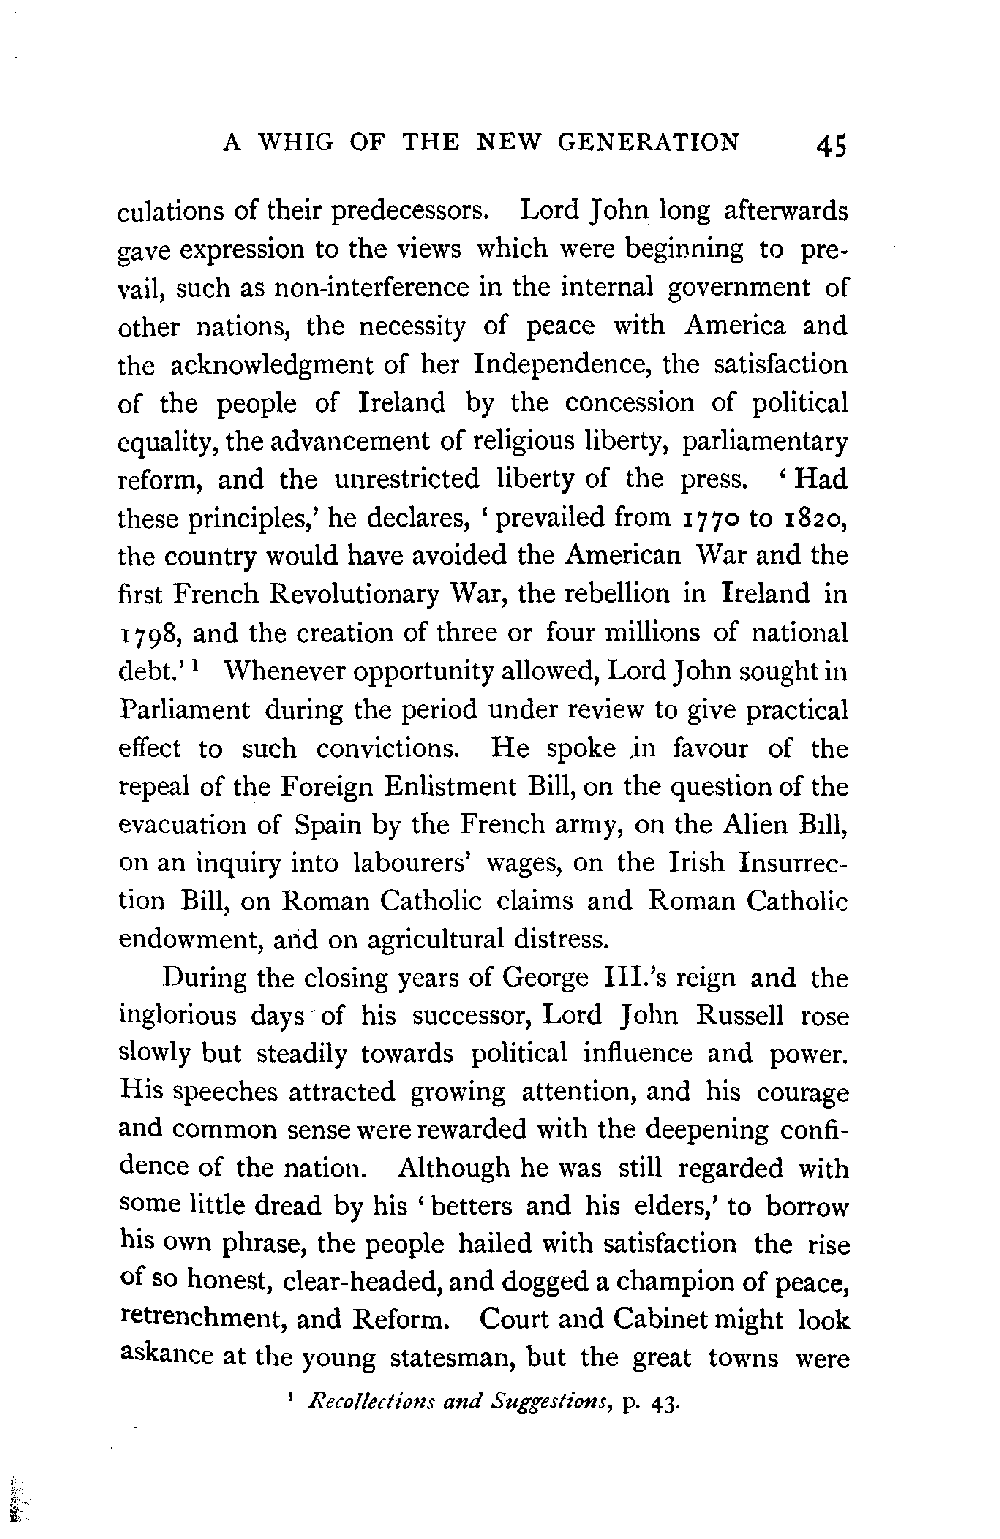 A WHIG OF THE NEW GENERATION 45
culations of their predecessors. Lord John long afterwards
gave expression to the views which were beginning to pre-
vail, such as non-interference in the internal government of
other nations, the necessity of peace with America and
the acknowledgment of her Independence, the satisfaction
of the people of Ireland by the concession of political
equality, the advancement of religious liberty, parliamentary
reform, and the unrestricted liberty of the press. ‘Had
these principles,’ he declares, ‘prevailed from 1770 to 1820,
the country would have avoided the American War and the
first French Revolutionary War, the rebellion in Ireland in
1798, and the creation of three or four millions of national
debt.’ ¹ Whenever opportunity allowed, Lord John sought in
Parliament during the period under review to give practical
effect to such convictions. He spoke in favour of the
repeal of the Foreign Enlistment Bill, on the question of the
evacuation of Spain by the French army, on the Alien Bill,
on an inquiry into labourers’ wages, on the Irish Insurrec-
tion Bill, on Roman Catholic claims and Roman Catholic
endowment, and on agricultural distress.
During the closing years of George III.’s reign and the
inglorious days of his successor, Lord John Russell rose
slowly but steadily towards political influence and power.
His speeches attracted growing attention, and his courage
and common sense were rewarded with the deepening confi-
dence of the nation. Although he was still regarded with
some little dread by his ‘betters and his elders,’ to borrow
his own phrase, the people hailed with satisfaction the rise
of so honest, clear-headed, and dogged a champion of peace,
retrenchment, and Reform. Court and Cabinet might look
askance at the young statesman, but the great towns were
¹ Recollections and Suggestions, p. 43.